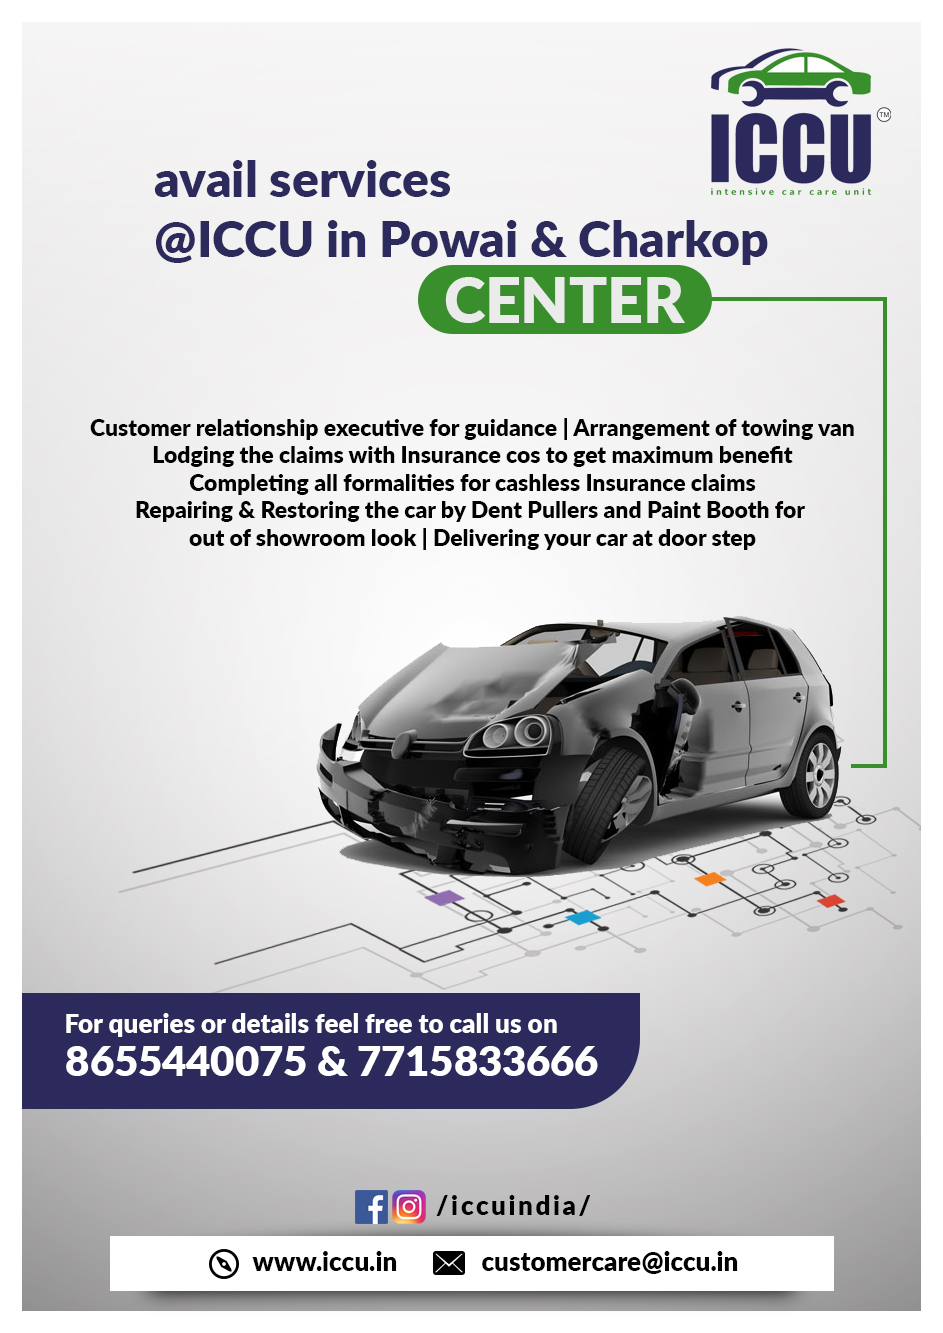 ICCU
TM
intensive car care unit
avail services
@ICCU in Powai & Charkop
CENTER
Customer relationship executive for guidance | Arrangement of towing van
Lodging the claims with Insurance cos to get maximum benefit
Completing all formalities for cashless Insurance claims
Repairing & Restoring the car by Dent Pullers and Paint Booth for
out of showroom look | Delivering your car at door step
For queries or details feel free to call us on
8655440075 & 7715833666
/iccuindia/
www.iccu.in customercare@iccu.in